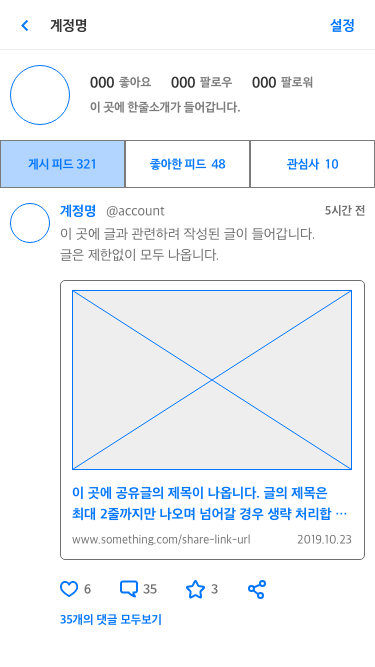 계정명 설정
000 좋아요 000 팔로우 000 팔로워
이 곳에 한줄소개가 들어갑니다.
게시 피드 321 좋아한 피드 48 관심사 10
계정명 @account 5시간 전
이 곳에 글과 관련하려 작성된 글이 들어갑니다.
글은 제한없이 모두 나옵니다.
이 곳에 공유글의 제목이 나옵니다. 글의 제목은
최대 2줄까지만 나오며 넘어갈 경우 생략 처리합 …
www.something.com/share-link-url 2019.10.23
6 35 3
35개의 댓글 모두보기